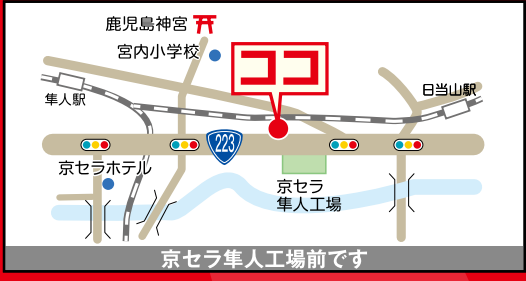 鹿児島神宮
宮内小学校
ココ
隼人駅
日当山駅
223
京セラホテル
京セラ
隼人工場
京セラ隼人工場前です